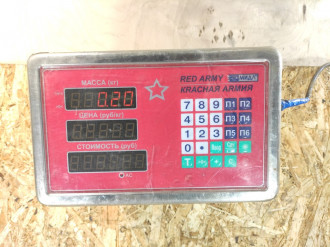 МАССА (кг)
0.20
ЦЕНА (руб/кг)
СТОИМОСТЬ (руб)
RED ARMY
КРАСНАЯ АРМИЯ
7 8 9 П1 П2
4 5 6 П3 П4
1 2 3 П5 П6
0
T